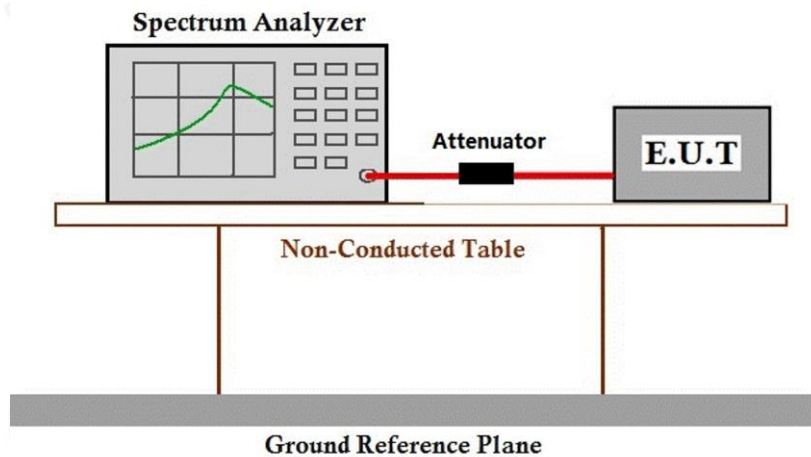 Spectrum Analyzer
Attenuator
E.U.T
Non-Conducted Table
Ground Reference Plane